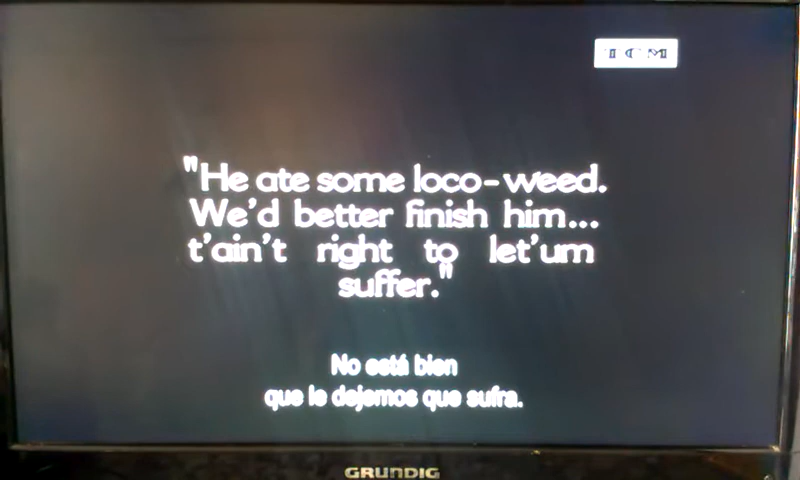 TCM
"He ate some loco-weed.
We'd better finish him...
t'ain't right to let'um
suffer."
No está bien
que le dejemos que sufra.
GRUNDIG